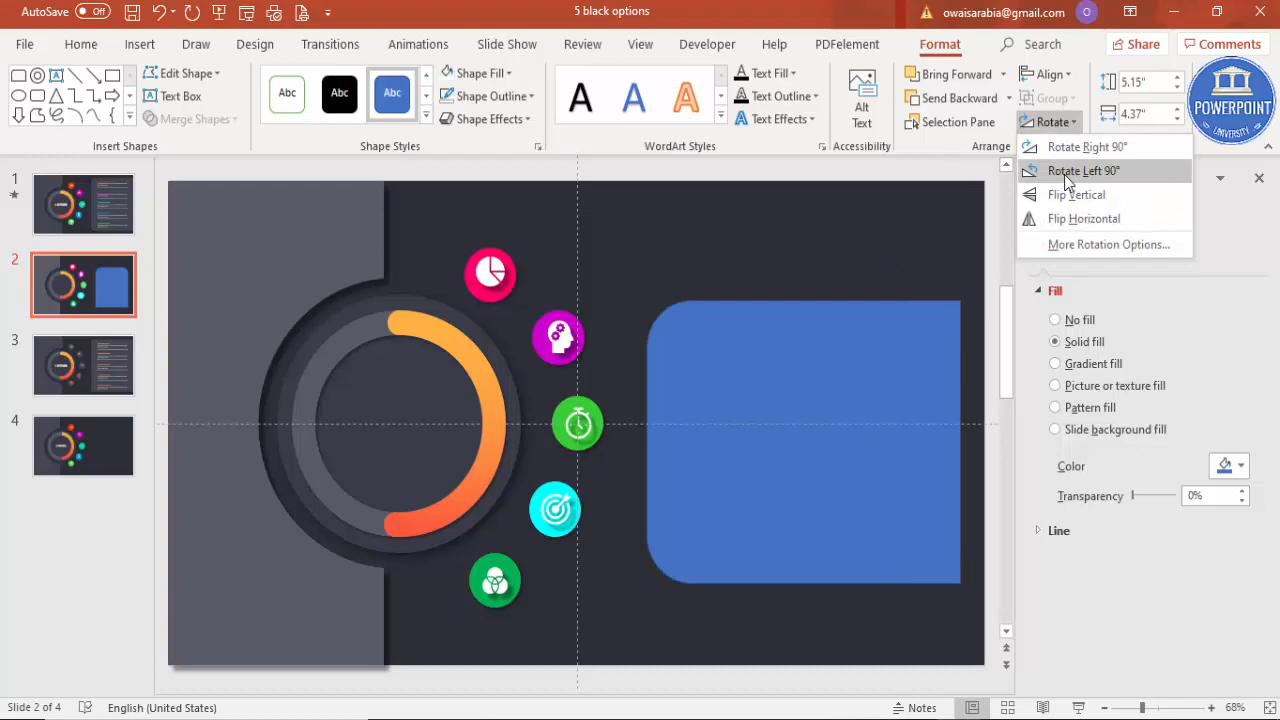 AutoSave Off 5 black options owaisarabia@gmail.com O
File Home Insert Draw Design Transitions Animations Slide Show Review View Developer Help PDFelement Format Search Share Comments
Edit Shape Text Box Merge Shapes
Insert Shapes
Abc Abc Abc
Shape Fill Shape Outline Shape Effects
Shape Styles
A A A
Text Fill Text Outline Text Effects
WordArt Styles
Alt Text
Accessibility
Bring Forward Send Backward Selection Pane
Align Group Rotate
Arrange
5.15"
4.37"
POWERPOINT
UNIVERSITY
Rotate Right 90°
Rotate Left 90°
Flip Vertical
Flip Horizontal
More Rotation Options...
1
2
3
4
Fill
No fill
Solid fill
Gradient fill
Picture or texture fill
Pattern fill
Slide background fill
Color
Transparency 0%
Line
Slide 2 of 4 English (United States) Notes 68%